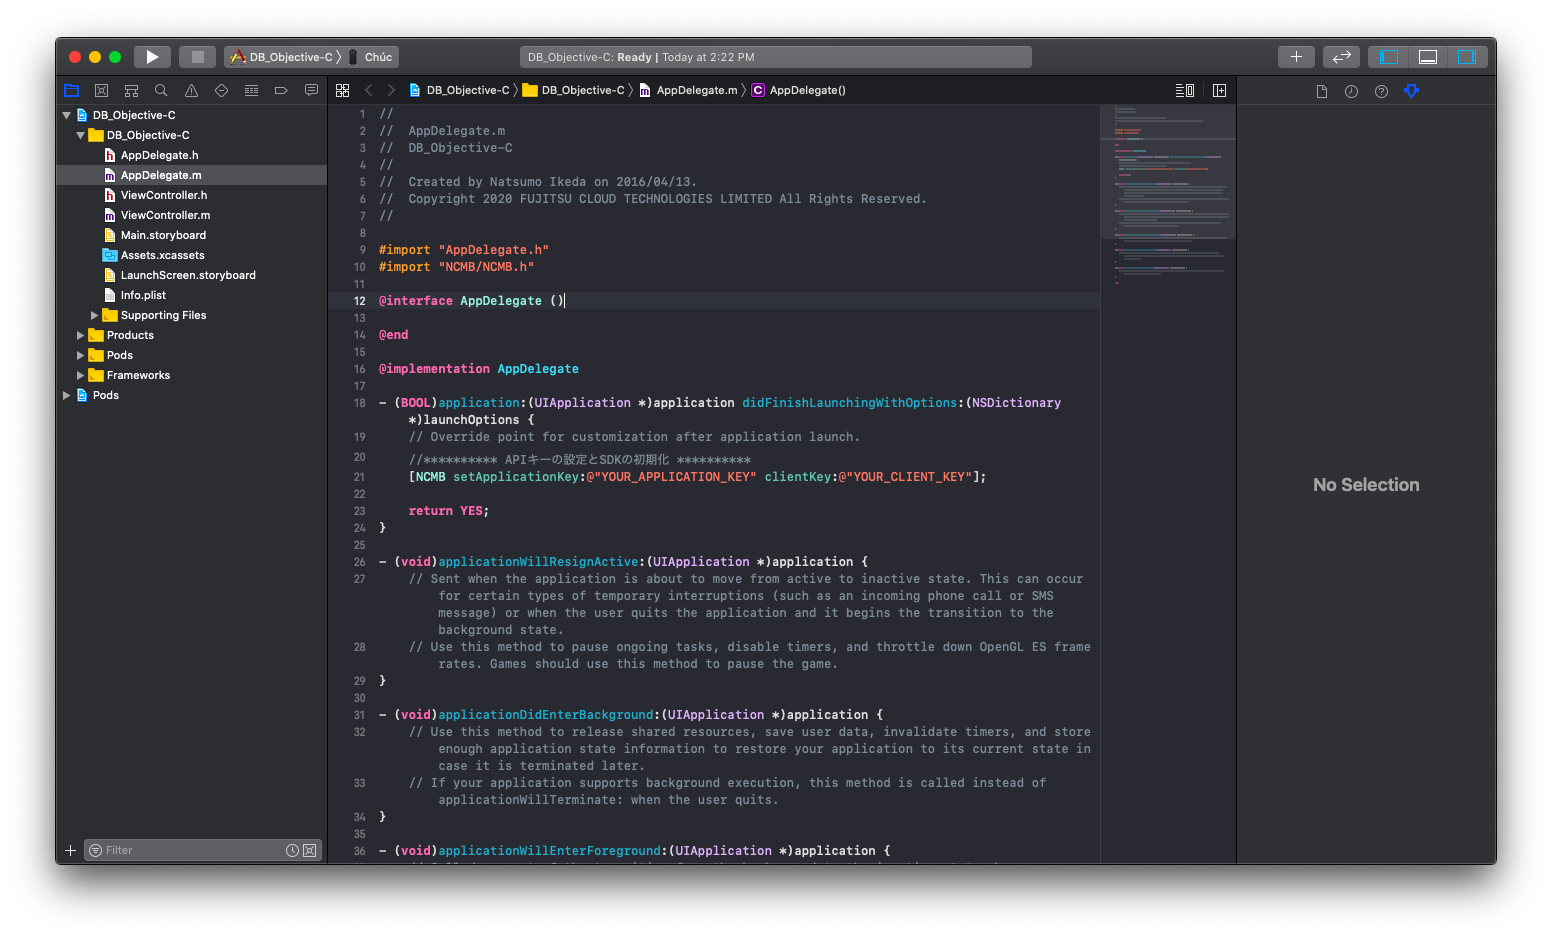 DB_Objective-C
Chúc
DB_Objective-C: Ready | Today at 2:22 PM
DB_Objective-C
DB_Objective-C
AppDelegate.m
AppDelegate()
DB_Objective-C
DB_Objective-C
AppDelegate.h
AppDelegate.m
ViewController.h
ViewController.m
Main.storyboard
Assets.xcassets
LaunchScreen.storyboard
Info.plist
Supporting Files
Products
Pods
Frameworks
Pods
Filter
1 //
2 //  AppDelegate.m
3 //  DB_Objective-C
4 //
5 //  Created by Natsumo Ikeda on 2016/04/13.
6 //  Copyright 2020 FUJITSU CLOUD TECHNOLOGIES LIMITED All Rights Reserved.
7 //
8
9 #import "AppDelegate.h"
10 #import "NCMB/NCMB.h"
11
12 @interface AppDelegate ()
13
14 @end
15
16 @implementation AppDelegate
17
18 - (BOOL)application:(UIApplication *)application didFinishLaunchingWithOptions:(NSDictionary
*)launchOptions {
19 // Override point for customization after application launch.
20 //********** APIキーの設定とSDKの初期化 **********
21 [NCMB setApplicationKey:@"YOUR_APPLICATION_KEY" clientKey:@"YOUR_CLIENT_KEY"];
22
23 return YES;
24 }
25
26 - (void)applicationWillResignActive:(UIApplication *)application {
27 // Sent when the application is about to move from active to inactive state. This can occur
for certain types of temporary interruptions (such as an incoming phone call or SMS
message) or when the user quits the application and it begins the transition to the
background state.
28 // Use this method to pause ongoing tasks, disable timers, and throttle down OpenGL ES frame
rates. Games should use this method to pause the game.
29 }
30
31 - (void)applicationDidEnterBackground:(UIApplication *)application {
32 // Use this method to release shared resources, save user data, invalidate timers, and store
enough application state information to restore your application to its current state in
case it is terminated later.
33 // If your application supports background execution, this method is called instead of
applicationWillTerminate: when the user quits.
34 }
35
36 - (void)applicationWillEnterForeground:(UIApplication *)application {
No Selection